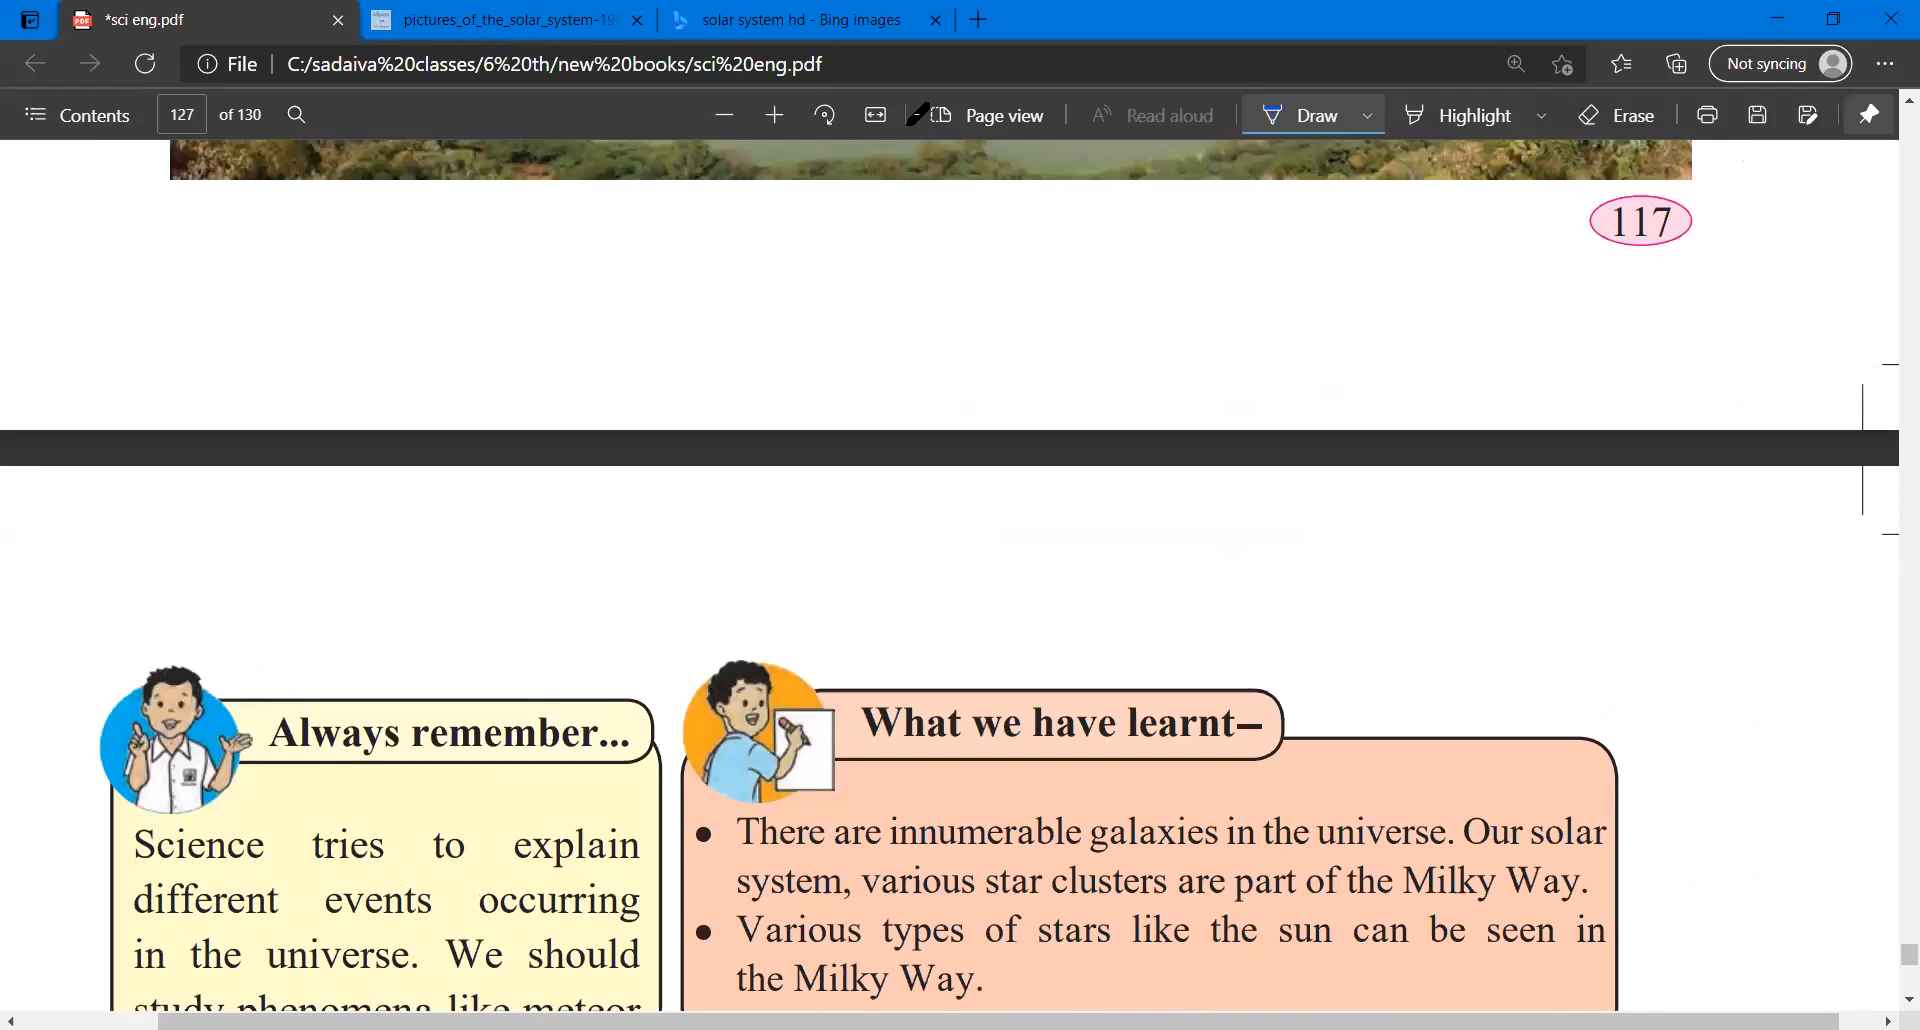 *sci eng.pdf
pictures_of_the_solar_system-19
solar system hd - Bing images
File
C:/sadaiva%20classes/6%20th/new%20books/sci%20eng.pdf
Not syncing
Contents
127 of 130
Page view
Read aloud
Draw
Highlight
Erase
117
Always remember...
Science tries to explain
different events occurring
in the universe. We should
study phenomena like meteor
What we have learnt–
• There are innumerable galaxies in the universe. Our solar
system, various star clusters are part of the Milky Way.
• Various types of stars like the sun can be seen in
the Milky Way.